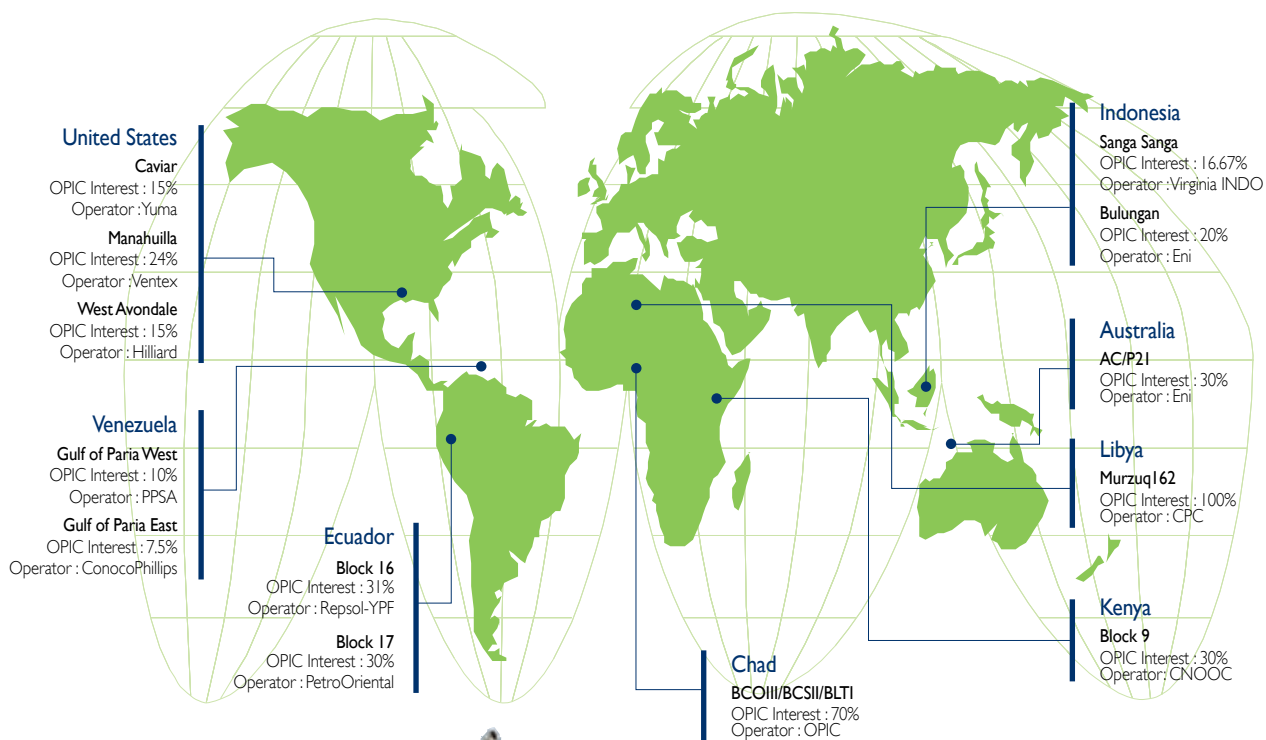 United States
Caviar
OPIC Interest : 15%
Operator : Yuma
Manahuilla
OPIC Interest : 24%
Operator : Ventex
West Avondale
OPIC Interest : 15%
Operator : Hilliard
Venezuela
Gulf of Paria West
OPIC Interest : 10%
Operator : PPSA
Gulf of Paria East
OPIC Interest : 7.5%
Operator : ConocoPhillips
Ecuador
Block 16
OPIC Interest : 31%
Operator : Repsol-YPF
Block 17
OPIC Interest : 30%
Operator : PetroOriental
Chad
BCOIII/BCSII/BLTI
OPIC Interest : 70%
Operator : OPIC
Indonesia
Sanga Sanga
OPIC Interest : 16.67%
Operator : Virginia INDO
Bulungan
OPIC Interest : 20%
Operator : Eni
Australia
AC/P21
OPIC Interest : 30%
Operator : Eni
Libya
Murzuq162
OPIC Interest : 100%
Operator : CPC
Kenya
Block 9
OPIC Interest : 30%
Operator: CNOOC